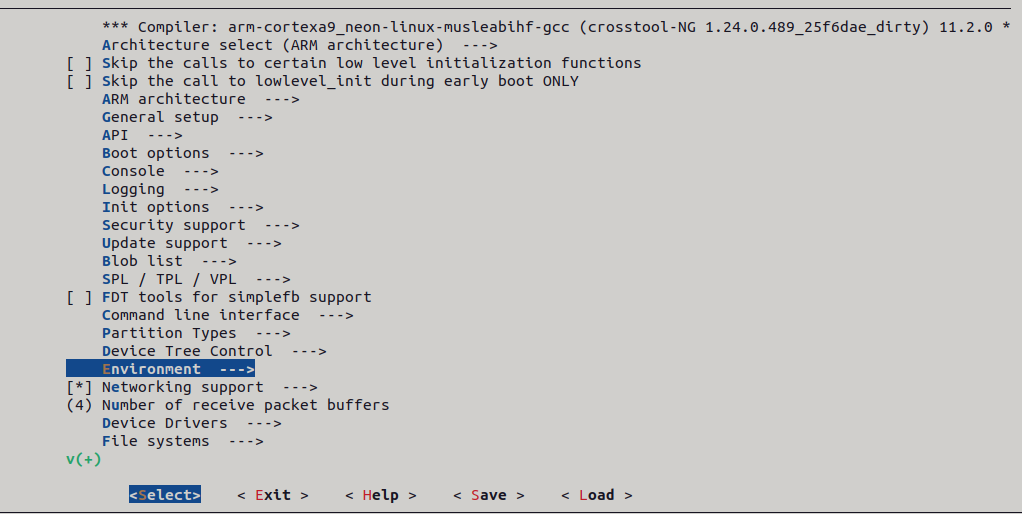 *** Compiler: arm-cortexa9_neon-linux-musleabihf-gcc (crosstool-NG 1.24.0.489_25f6dae_dirty) 11.2.0 *
Architecture select (ARM architecture)  --->
[ ] Skip the calls to certain low level initialization functions
[ ] Skip the call to lowlevel_init during early boot ONLY
ARM architecture  --->
General setup  --->
API  --->
Boot options  --->
Console  --->
Logging  --->
Init options  --->
Security support  --->
Update support  --->
Blob list  --->
SPL / TPL / VPL  --->
[ ] FDT tools for simplefb support
Command line interface  --->
Partition Types  --->
Device Tree Control  --->
Environment  --->
[*] Networking support  --->
(4) Number of receive packet buffers
Device Drivers  --->
File systems  --->
v(+)
<Select>    < Exit >    < Help >    < Save >    < Load >